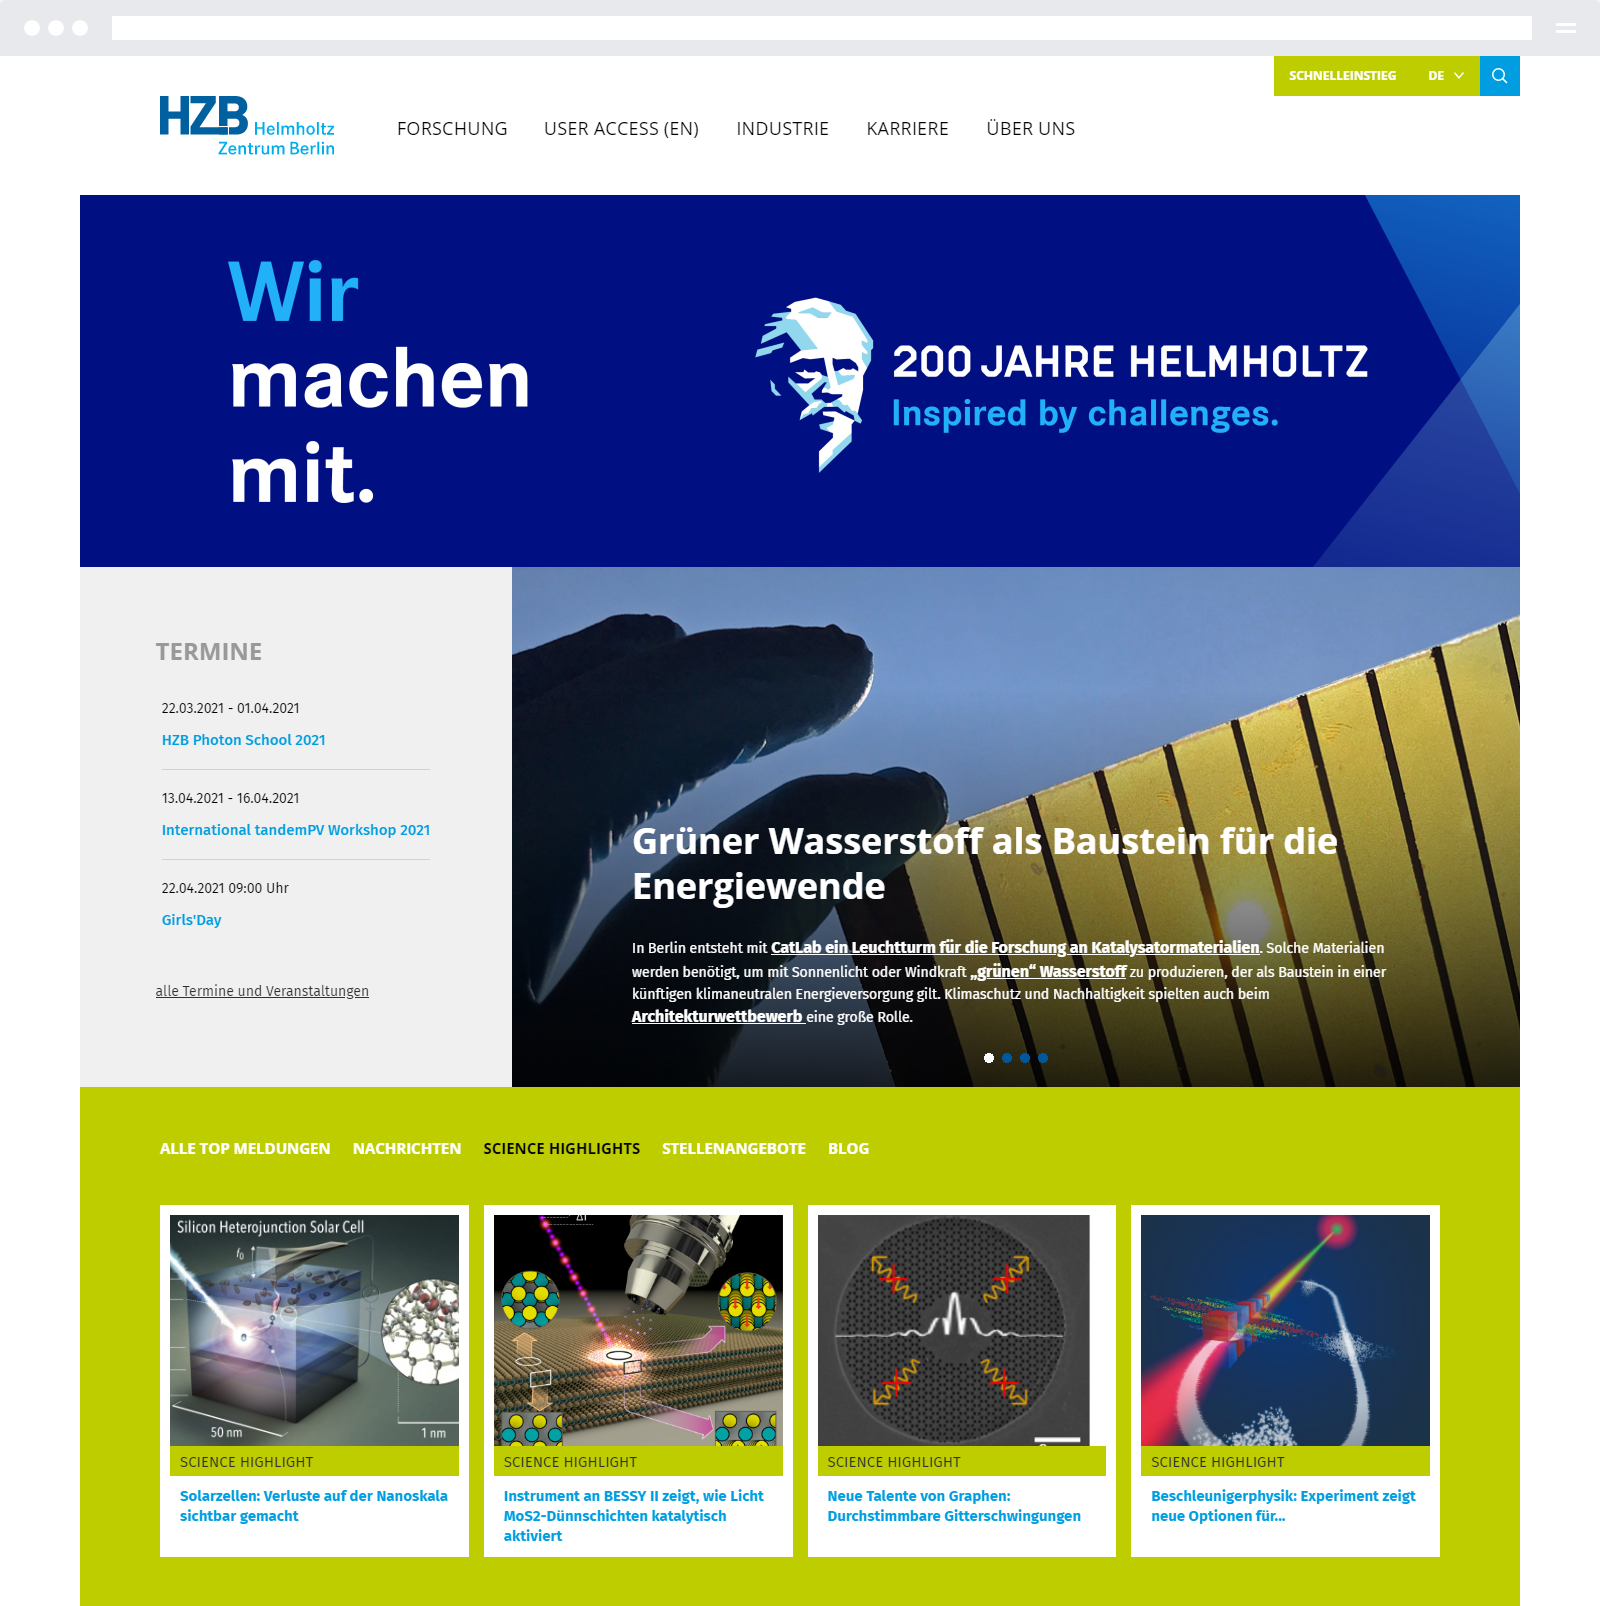 SCHNELLEINSTIEG DE
HZB Helmholtz
Zentrum Berlin
FORSCHUNG USER ACCESS (EN) INDUSTRIE KARRIERE ÜBER UNS
Wir
machen
mit.
200 JAHRE HELMHOLTZ
Inspired by challenges.
TERMINE
22.03.2021 - 01.04.2021
HZB Photon School 2021
13.04.2021 - 16.04.2021
International tandemPV Workshop 2021
22.04.2021 09:00 Uhr
Girls'Day
alle Termine und Veranstaltungen
Grüner Wasserstoff als Baustein für die
Energiewende
In Berlin entsteht mit CatLab ein Leuchtturm für die Forschung an Katalysatormaterialien. Solche Materialien
werden benötigt, um mit Sonnenlicht oder Windkraft „grünen“ Wasserstoff zu produzieren, der als Baustein in einer
künftigen klimaneutralen Energieversorgung gilt. Klimaschutz und Nachhaltigkeit spielten auch beim
Architekturwettbewerb eine große Rolle.
ALLE TOP MELDUNGEN NACHRICHTEN SCIENCE HIGHLIGHTS STELLENANGEBOTE BLOG
Silicon Heterojunction Solar Cell
f0
50 nm
1 nm
SCIENCE HIGHLIGHT
Solarzellen: Verluste auf der Nanoskala
sichtbar gemacht
SCIENCE HIGHLIGHT
Instrument an BESSY II zeigt, wie Licht
MoS2-Dünnschichten katalytisch
aktiviert
SCIENCE HIGHLIGHT
Neue Talente von Graphen:
Durchstimmbare Gitterschwingungen
SCIENCE HIGHLIGHT
Beschleunigerphysik: Experiment zeigt
neue Optionen für...